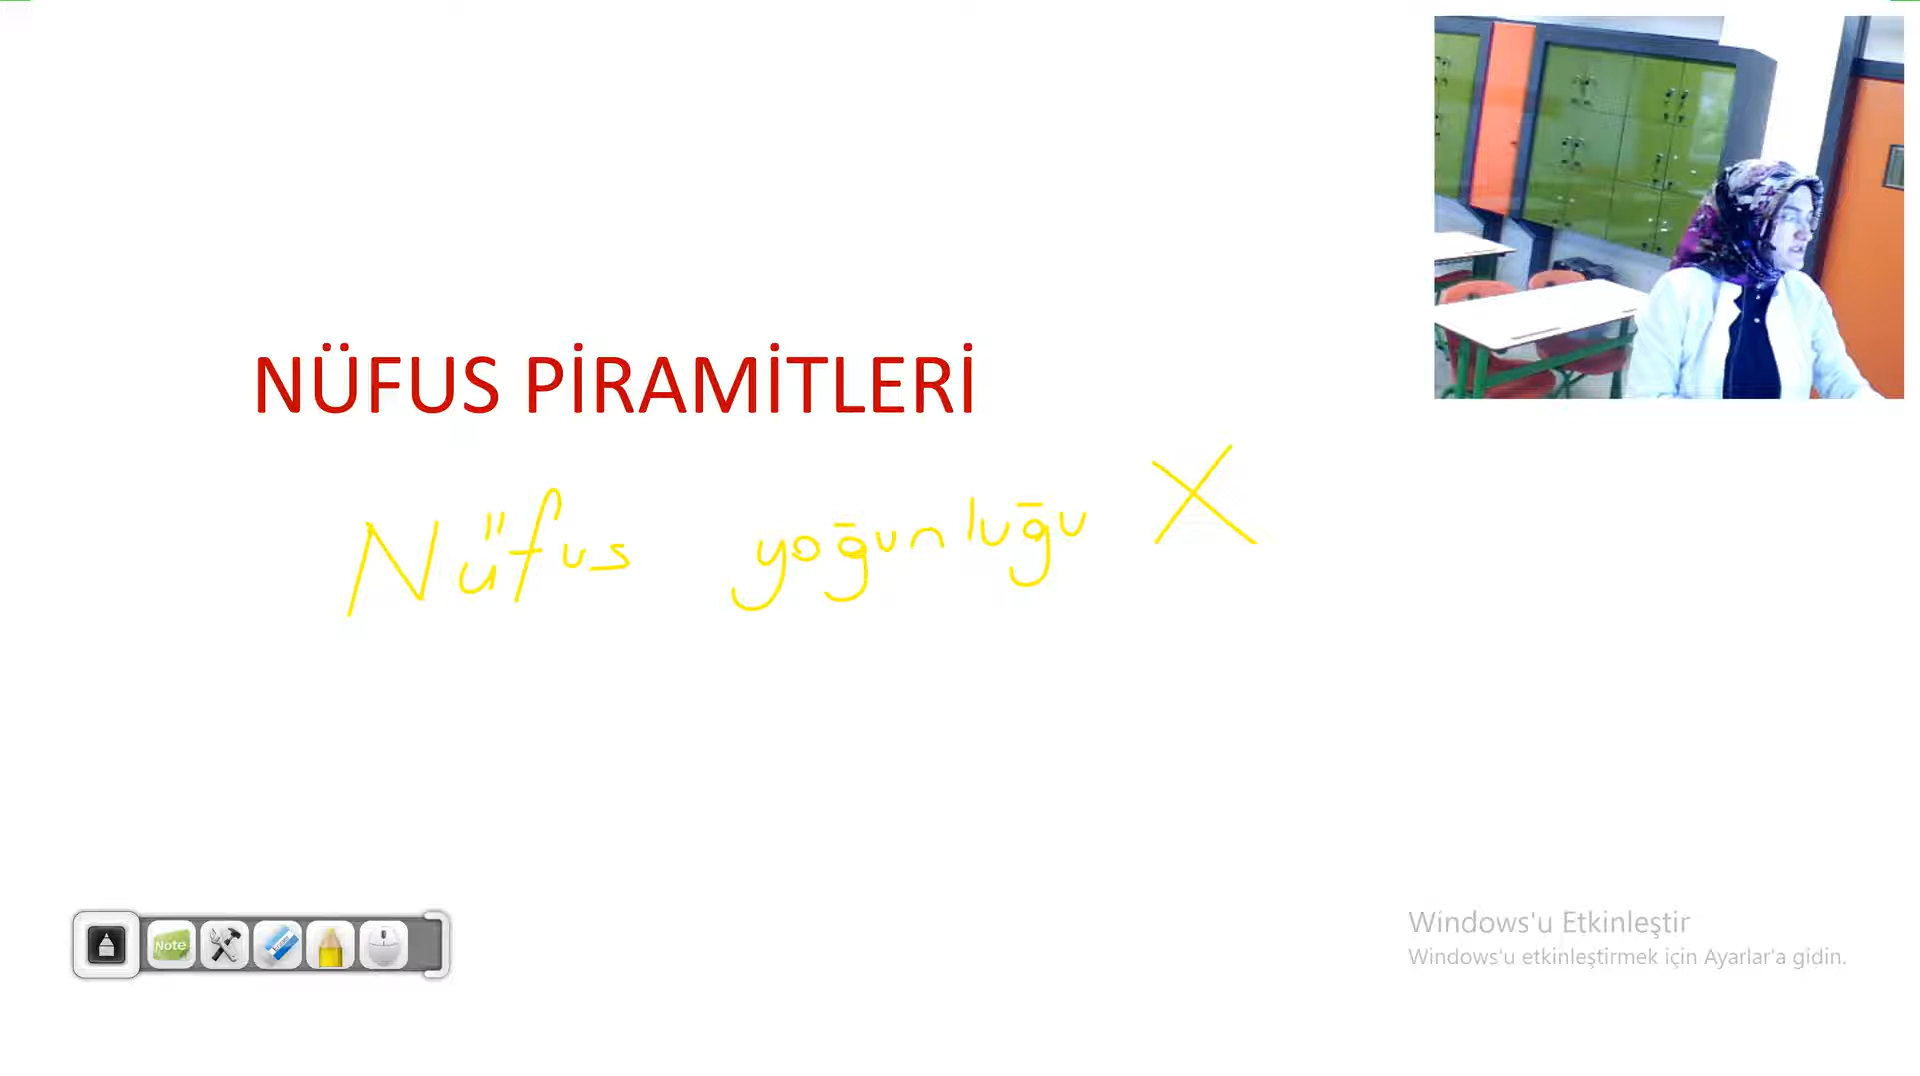 NÜFUS PİRAMİTLERİ
Nüfus yoğunluğu X
Note
Windows'u Etkinleştir
Windows'u etkinleştirmek için Ayarlar'a gidin.